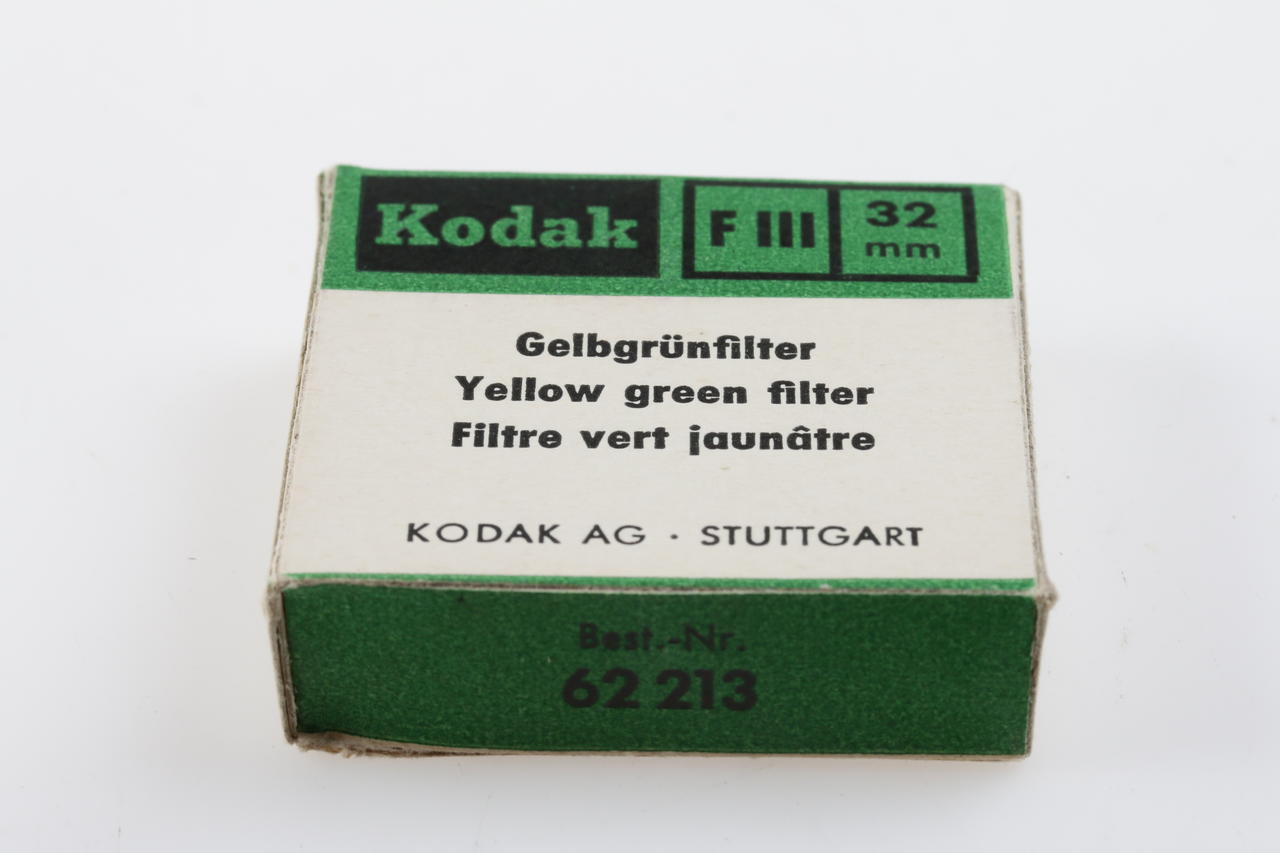 Kodak F III 32 mm
Gelbgrünfilter
Yellow green filter
Filtre vert jaunâtre
KODAK AG · STUTTGART
Best.-Nr.
62 213